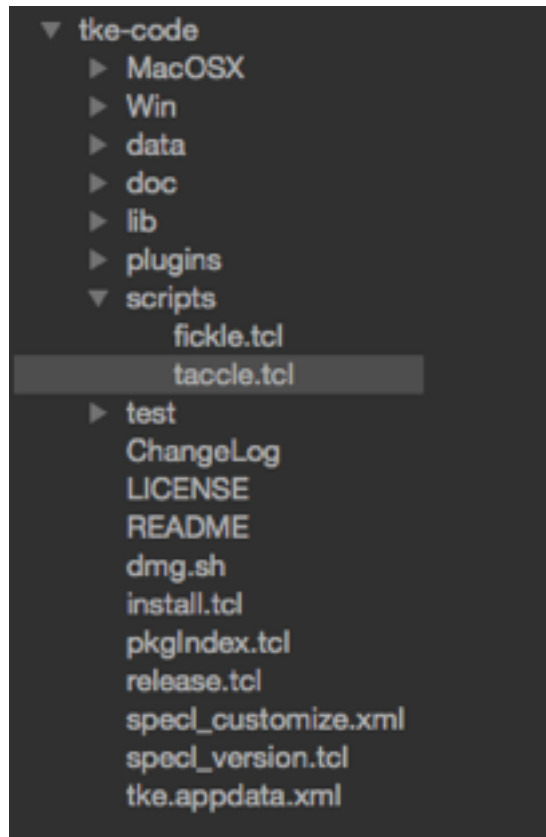 tke-code
MacOSX
Win
data
doc
lib
plugins
scripts
fickle.tcl
taccle.tcl
test
ChangeLog
LICENSE
README
dmg.sh
install.tcl
pkgIndex.tcl
release.tcl
specl_customize.xml
specl_version.tcl
tke.appdata.xml